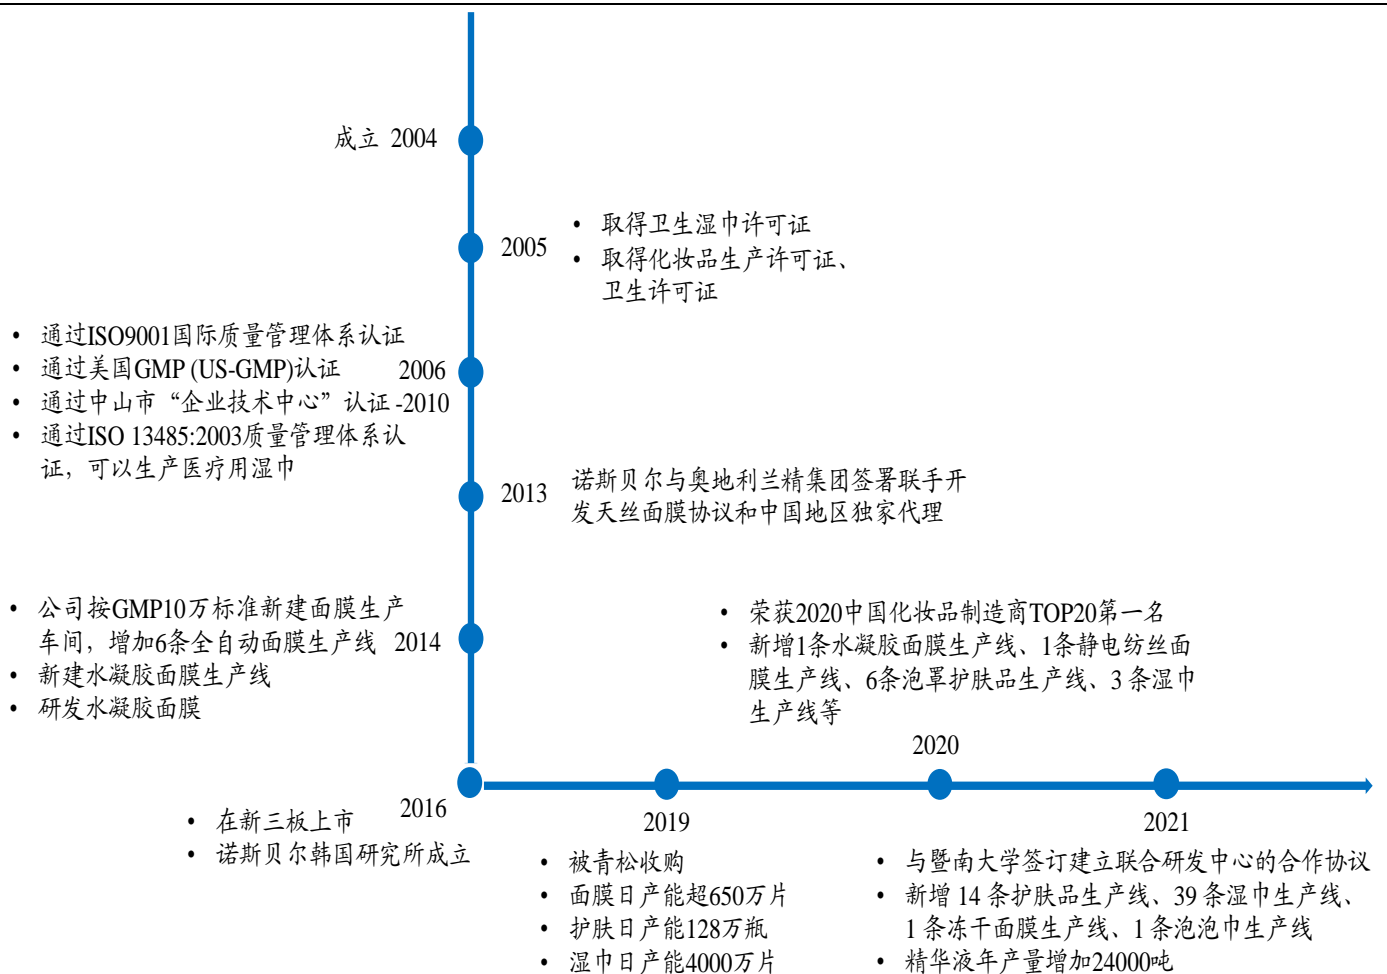 成立 2004
2005
• 取得卫生湿巾许可证
• 取得化妆品生产许可证、
卫生许可证
• 通过ISO9001国际质量管理体系认证
• 通过美国GMP (US-GMP)认证
• 通过中山市“企业技术中心”认证
• 通过ISO 13485:2003质量管理体系认
证，可以生产医疗用湿巾
2006
-2010
2013
诺斯贝尔与奥地利兰精集团签署联手开
发天丝面膜协议和中国地区独家代理
• 公司按GMP10万标准新建面膜生产
车间，增加6条全自动面膜生产线
• 新建水凝胶面膜生产线
• 研发水凝胶面膜
2014
2016
• 在新三板上市
• 诺斯贝尔韩国研究所成立
2019
• 被青松收购
• 面膜日产能超650万片
• 护肤日产能128万瓶
• 湿巾日产能4000万片
• 荣获2020中国化妆品制造商TOP20第一名
• 新增1条水凝胶面膜生产线、1条静电纺丝面
膜生产线、6条泡罩护肤品生产线、3 条湿巾
生产线等
2020
2021
• 与暨南大学签订建立联合研发中心的合作协议
• 新增 14 条护肤品生产线、39 条湿巾生产线、
1 条冻干面膜生产线、1 条泡泡巾生产线
• 精华液年产量增加24000吨